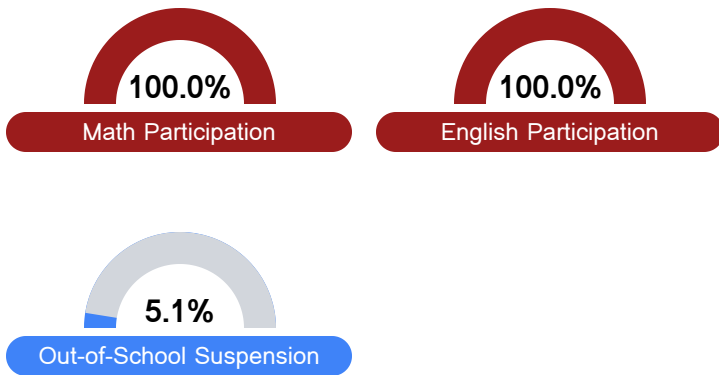 100.0%
Math Participation
100.0%
English Participation
5.1%
Out-of-School Suspension